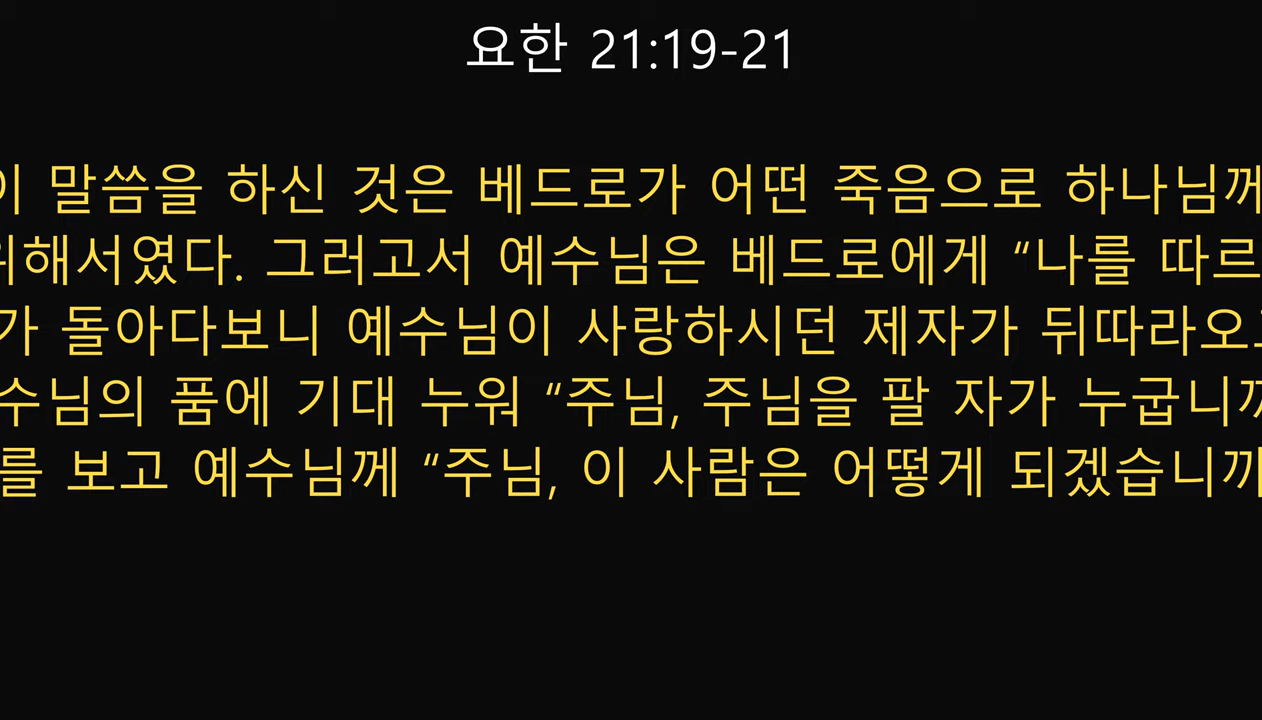 요한 21:19-21
이 말씀을 하신 것은 베드로가 어떤 죽음으로 하나님께
위해서였다. 그러고서 예수님은 베드로에게 “나를 따르
가 돌아다보니 예수님이 사랑하시던 제자가 뒤따라오
수님의 품에 기대 누워 “주님, 주님을 팔 자가 누굽니까
를 보고 예수님께 “주님, 이 사람은 어떻게 되겠습니까